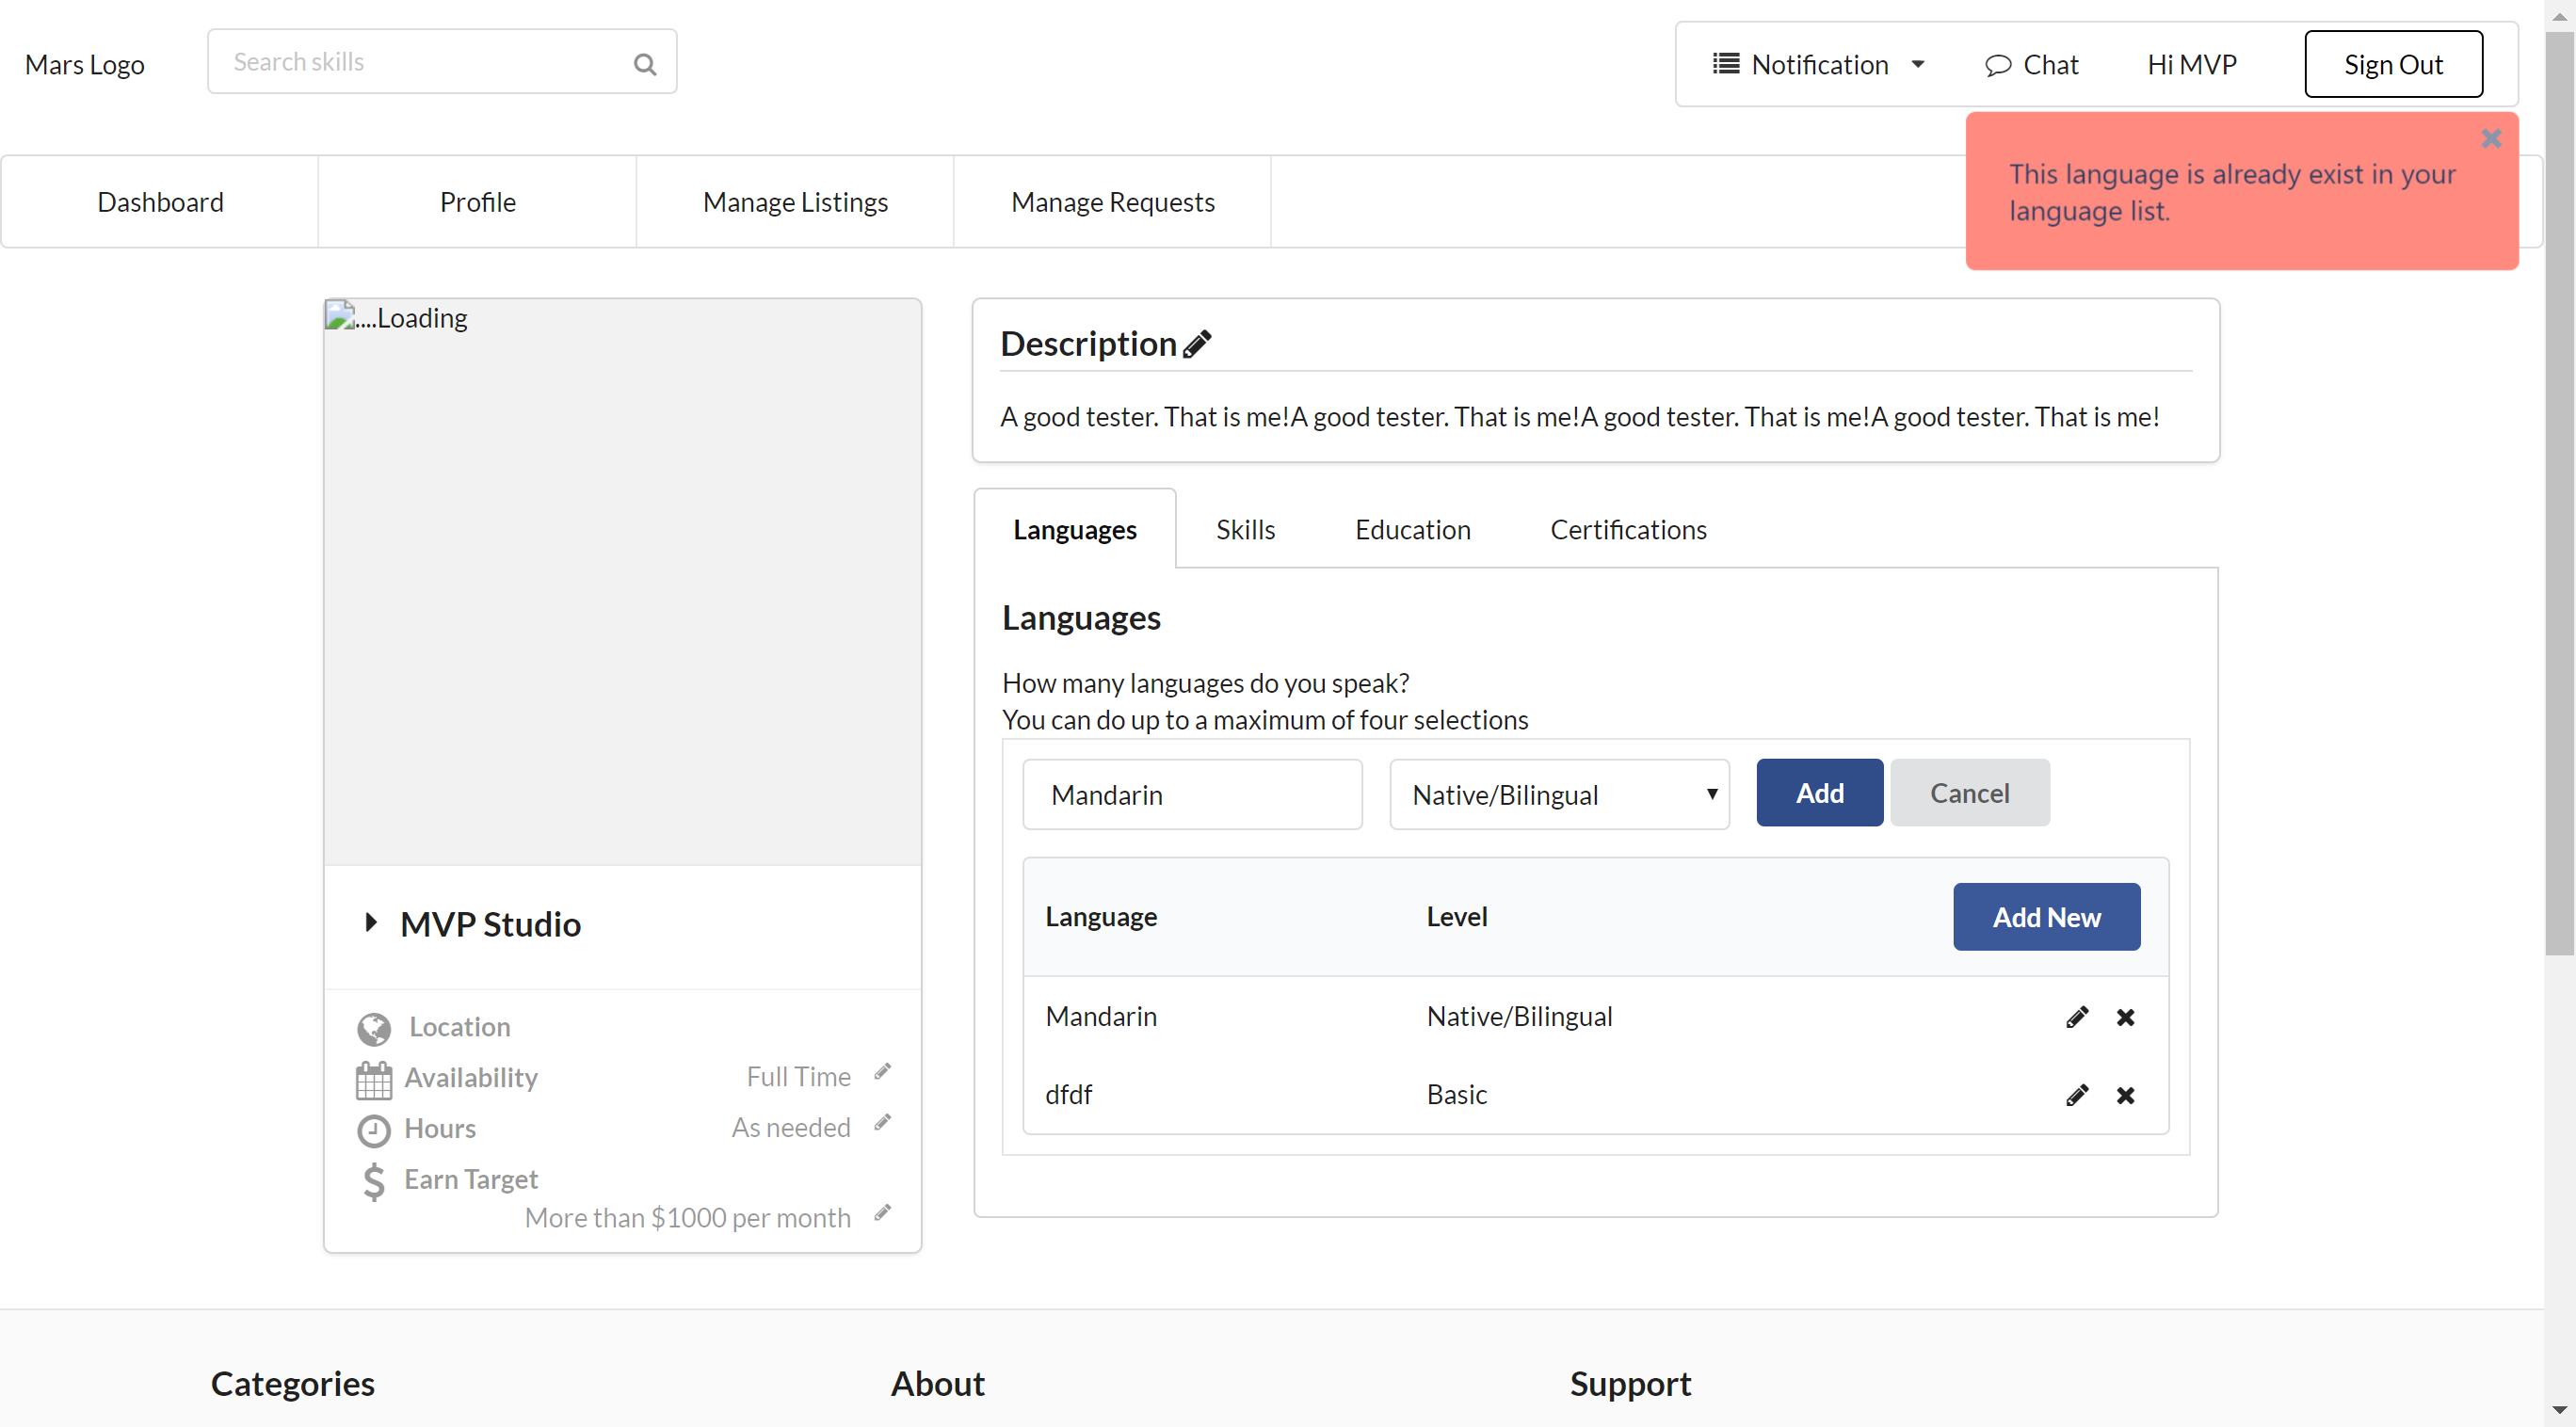 Mars Logo
Search skills
Notification
Chat
Hi MVP
Sign Out
This language is already exist in your
language list.
Dashboard
Profile
Manage Listings
Manage Requests
....Loading
MVP Studio
Location
Availability
Full Time
Hours
As needed
Earn Target
More than $1000 per month
Description
A good tester. That is me!A good tester. That is me!A good tester. That is me!A good tester. That is me!
Languages
Skills
Education
Certifications
Languages
How many languages do you speak?
You can do up to a maximum of four selections
Mandarin
Native/Bilingual
Add
Cancel
Language
Level
Add New
Mandarin
Native/Bilingual
dfdf
Basic
Categories
About
Support